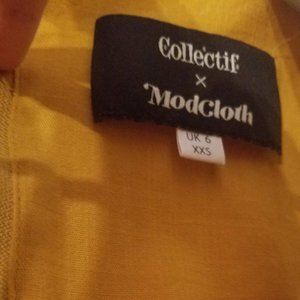 Collectif
×
ModCloth
UK 6
XXS